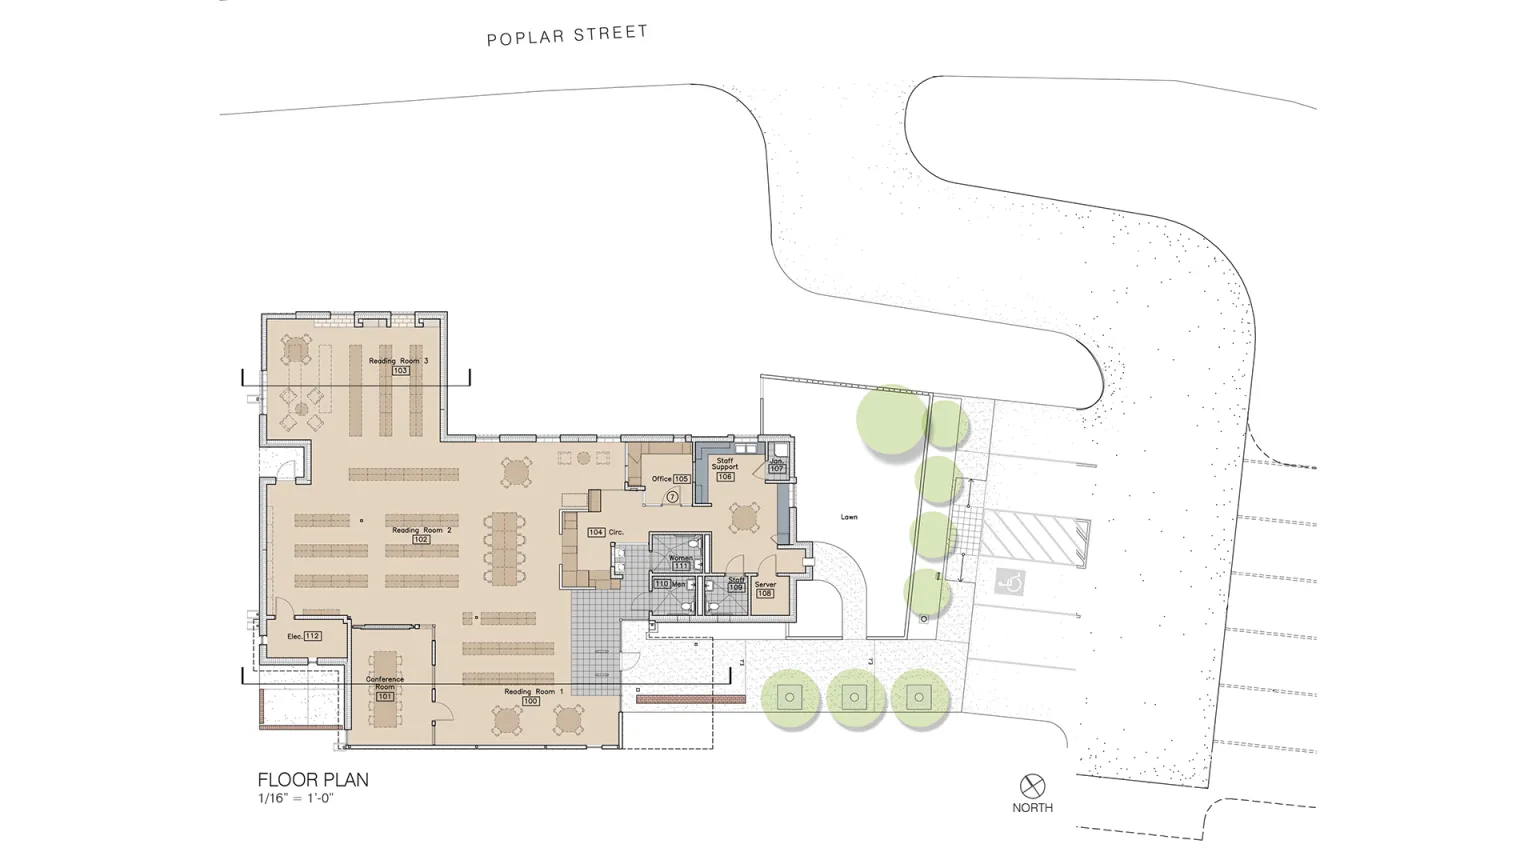 POPLAR STREET
Reading Room 3
103
Staff
Support
106
Jan.
107
Office 105
7
Lawn
Reading Room 2
102
104 Circ.
Women
111
110 Men
Staff
109
Server
108
Elec. 112
Conference
Room
101
Reading Room 1
100
FLOOR PLAN
1/16" = 1'-0"
NORTH